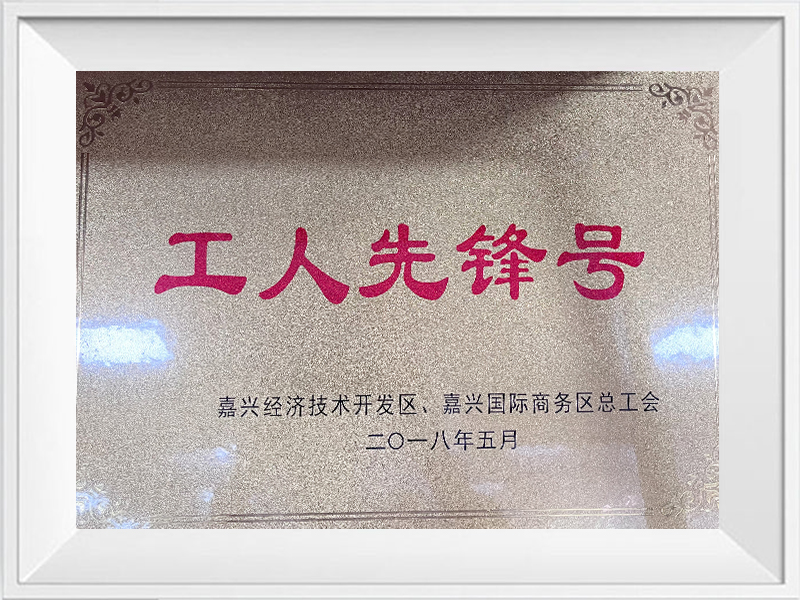 工人先锋号
嘉兴经济技术开发区、嘉兴国际商务区总工会
二〇一八年五月